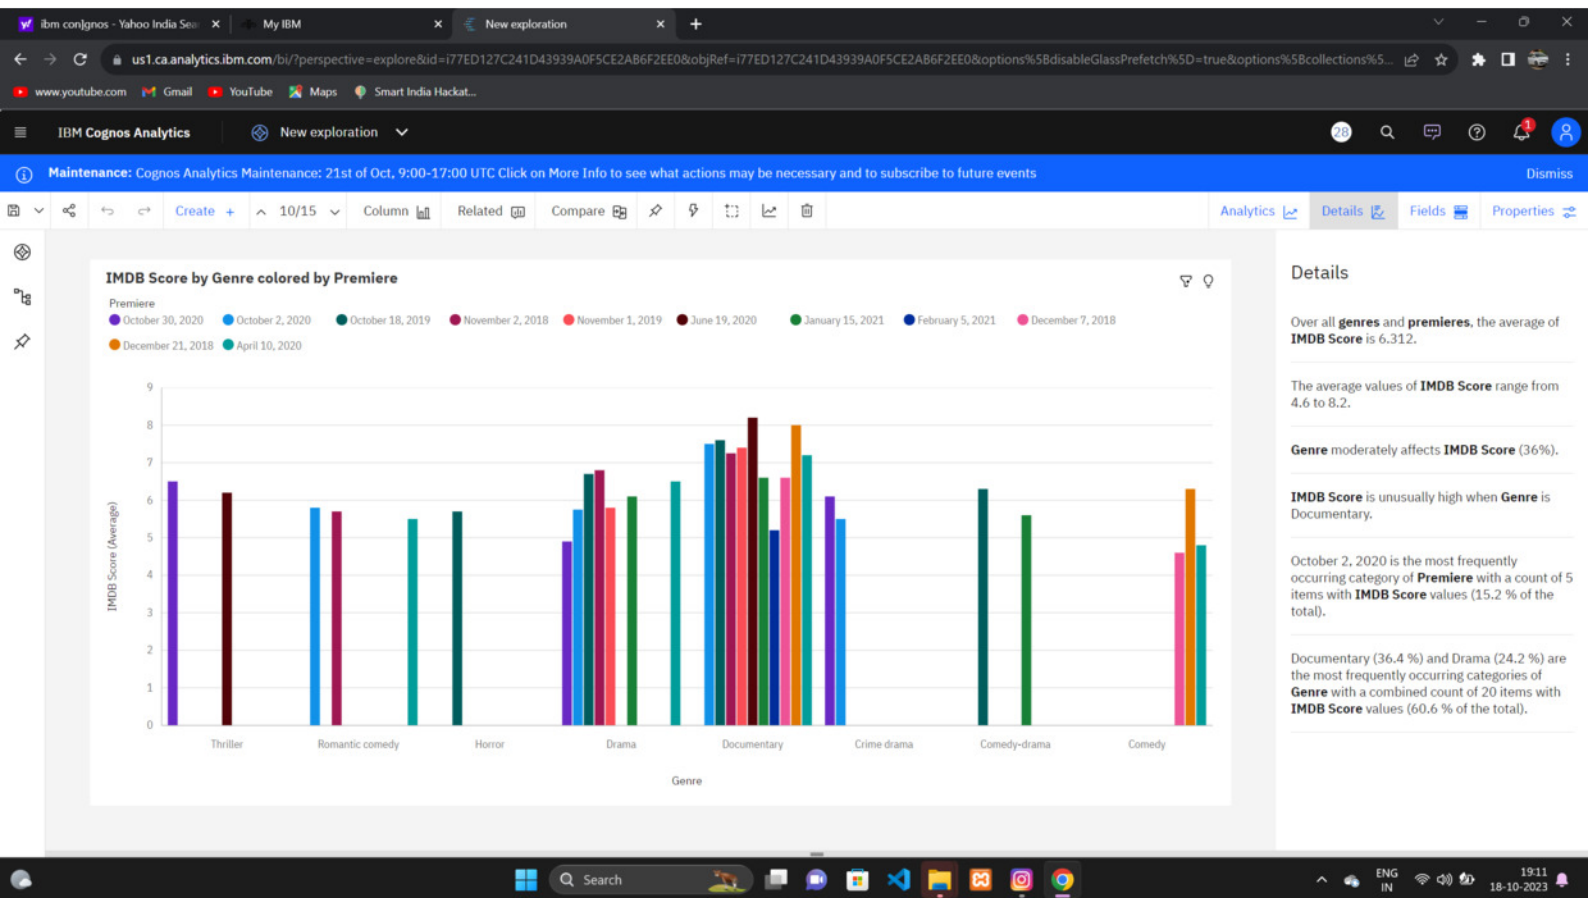 ibm con]gnos - Yahoo India Sea
My IBM
New exploration
us1.ca.analytics.ibm.com/bi/?perspective=explore&id=i77ED127C241D43939A0F5CE2AB6F2EE0&objRef=i77ED127C241D43939A0F5CE2AB6F2EE0&options%5BdisableGlassPrefetch%5D=true&options%5Bcollections%5...
www.youtube.com Gmail YouTube Maps Smart India Hackat...
IBM Cognos Analytics New exploration 28 1
Maintenance: Cognos Analytics Maintenance: 21st of Oct, 9:00-17:00 UTC Click on More Info to see what actions may be necessary and to subscribe to future events Dismiss
Create + 10/15 Column Related Compare Analytics Details Fields Properties
IMDB Score by Genre colored by Premiere
Premiere
October 30, 2020 October 2, 2020 October 18, 2019 November 2, 2018 November 1, 2019 June 19, 2020 January 15, 2021 February 5, 2021 December 7, 2018
December 21, 2018 April 10, 2020
9
8
7
6
5
4
3
2
1
0
IMDB Score (Average)
Thriller Romantic comedy Horror Drama Documentary Crime drama Comedy-drama Comedy
Genre
Details
Over all genres and premieres, the average of
IMDB Score is 6.312.
The average values of IMDB Score range from
4.6 to 8.2.
Genre moderately affects IMDB Score (36%).
IMDB Score is unusually high when Genre is
Documentary.
October 2, 2020 is the most frequently
occurring category of Premiere with a count of 5
items with IMDB Score values (15.2 % of the
total).
Documentary (36.4 %) and Drama (24.2 %) are
the most frequently occurring categories of
Genre with a combined count of 20 items with
IMDB Score values (60.6 % of the total).
Search
ENG
IN
19:11
18-10-2023